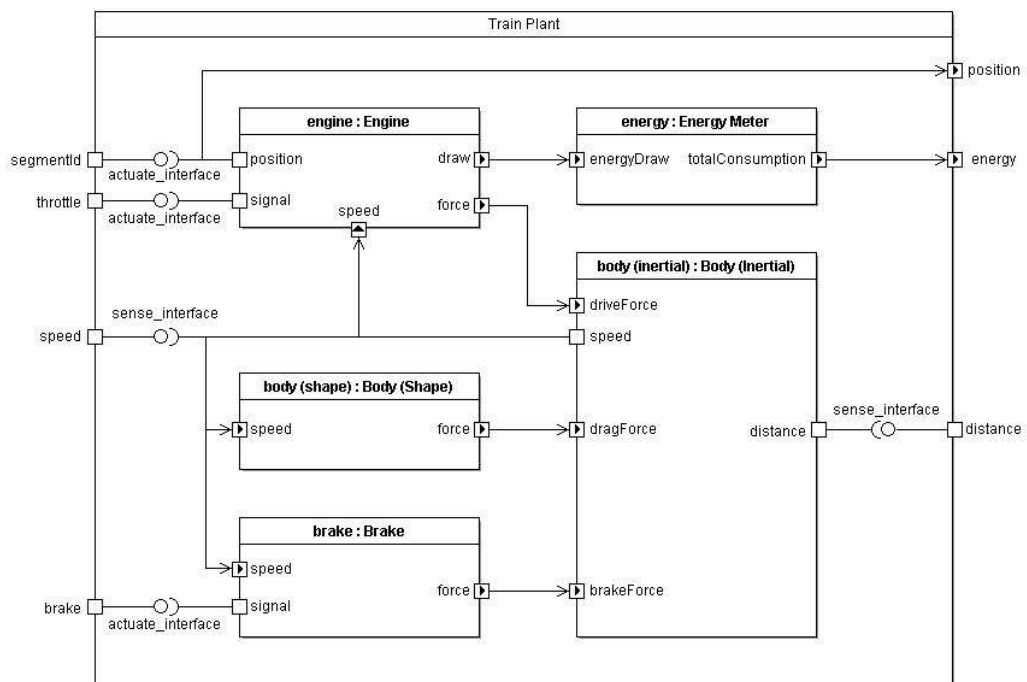 Train Plant
position
engine : Engine
energy : Energy Meter
segmentId
actuate_interface
position
draw
energyDraw
totalConsumption
energy
throttle
actuate_interface
signal
force
speed
body (inertial) : Body (Inertial)
sense_interface
driveForce
speed
speed
body (shape) : Body (Shape)
sense_interface
speed
force
dragForce
distance
distance
brake : Brake
speed
force
brakeForce
brake
actuate_interface
signal